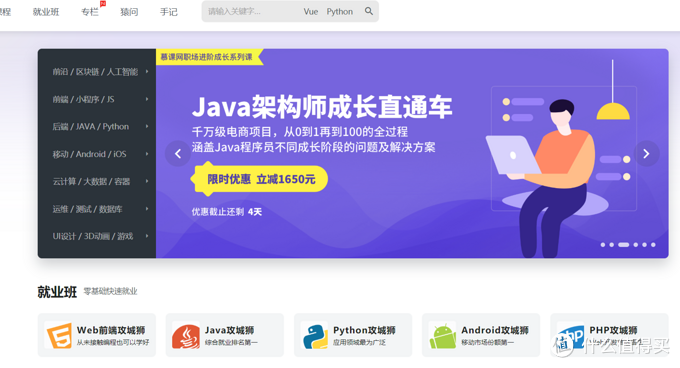 课程 就业班 专栏 猿问 手记 请输入关键字... Vue Python
慕课网职场进阶成长系列课
前沿 / 区块链 / 人工智能
前端 / 小程序 / JS
后端 / JAVA / Python
移动 / Android / iOS
云计算 / 大数据 / 容器
运维 / 测试 / 数据库
UI设计 / 3D动画 / 游戏
Java架构师成长直通车
千万级电商项目，从0到1再到100的全过程
涵盖Java程序员不同成长阶段的问题及解决方案
限时优惠 立减1650元
优惠截止还剩 4天
就业班 零基础快速就业
Web前端攻城狮
从未接触编程也可以学好
Java攻城狮
综合就业排名第一
Python攻城狮
应用领域最为广泛
Android攻城狮
移动市场份额第一
PHP攻城狮
值 什么值得买